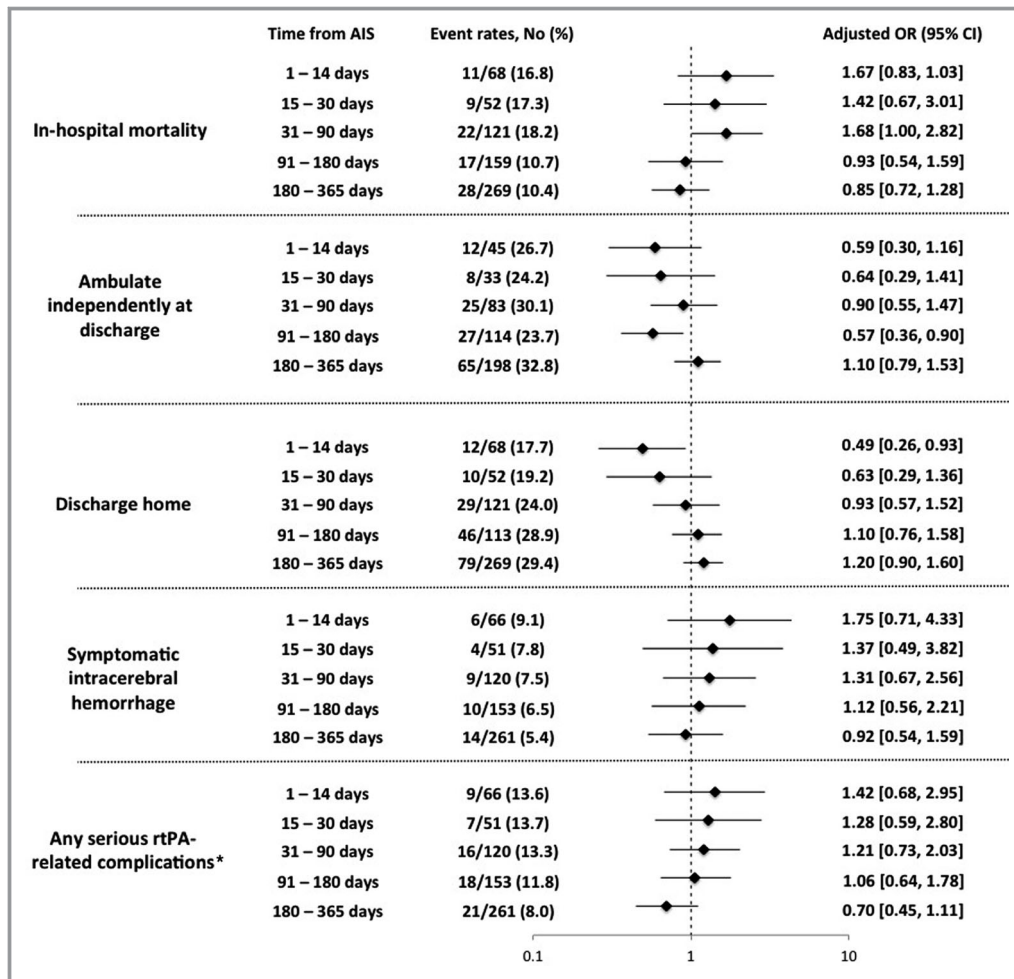 Time from AIS Event rates, No (%) Adjusted OR (95% CI)
In-hospital mortality
1 – 14 days 11/68 (16.8) 1.67 [0.83, 1.03]
15 – 30 days 9/52 (17.3) 1.42 [0.67, 3.01]
31 – 90 days 22/121 (18.2) 1.68 [1.00, 2.82]
91 – 180 days 17/159 (10.7) 0.93 [0.54, 1.59]
180 – 365 days 28/269 (10.4) 0.85 [0.72, 1.28]
Ambulate
independently at
discharge
1 – 14 days 12/45 (26.7) 0.59 [0.30, 1.16]
15 – 30 days 8/33 (24.2) 0.64 [0.29, 1.41]
31 – 90 days 25/83 (30.1) 0.90 [0.55, 1.47]
91 – 180 days 27/114 (23.7) 0.57 [0.36, 0.90]
180 – 365 days 65/198 (32.8) 1.10 [0.79, 1.53]
Discharge home
1 – 14 days 12/68 (17.7) 0.49 [0.26, 0.93]
15 – 30 days 10/52 (19.2) 0.63 [0.29, 1.36]
31 – 90 days 29/121 (24.0) 0.93 [0.57, 1.52]
91 – 180 days 46/113 (28.9) 1.10 [0.76, 1.58]
180 – 365 days 79/269 (29.4) 1.20 [0.90, 1.60]
Symptomatic
intracerebral
hemorrhage
1 – 14 days 6/66 (9.1) 1.75 [0.71, 4.33]
15 – 30 days 4/51 (7.8) 1.37 [0.49, 3.82]
31 – 90 days 9/120 (7.5) 1.31 [0.67, 2.56]
91 – 180 days 10/153 (6.5) 1.12 [0.56, 2.21]
180 – 365 days 14/261 (5.4) 0.92 [0.54, 1.59]
Any serious rtPA-
related complications*
1 – 14 days 9/66 (13.6) 1.42 [0.68, 2.95]
15 – 30 days 7/51 (13.7) 1.28 [0.59, 2.80]
31 – 90 days 16/120 (13.3) 1.21 [0.73, 2.03]
91 – 180 days 18/153 (11.8) 1.06 [0.64, 1.78]
180 – 365 days 21/261 (8.0) 0.70 [0.45, 1.11]
0.1 1 10